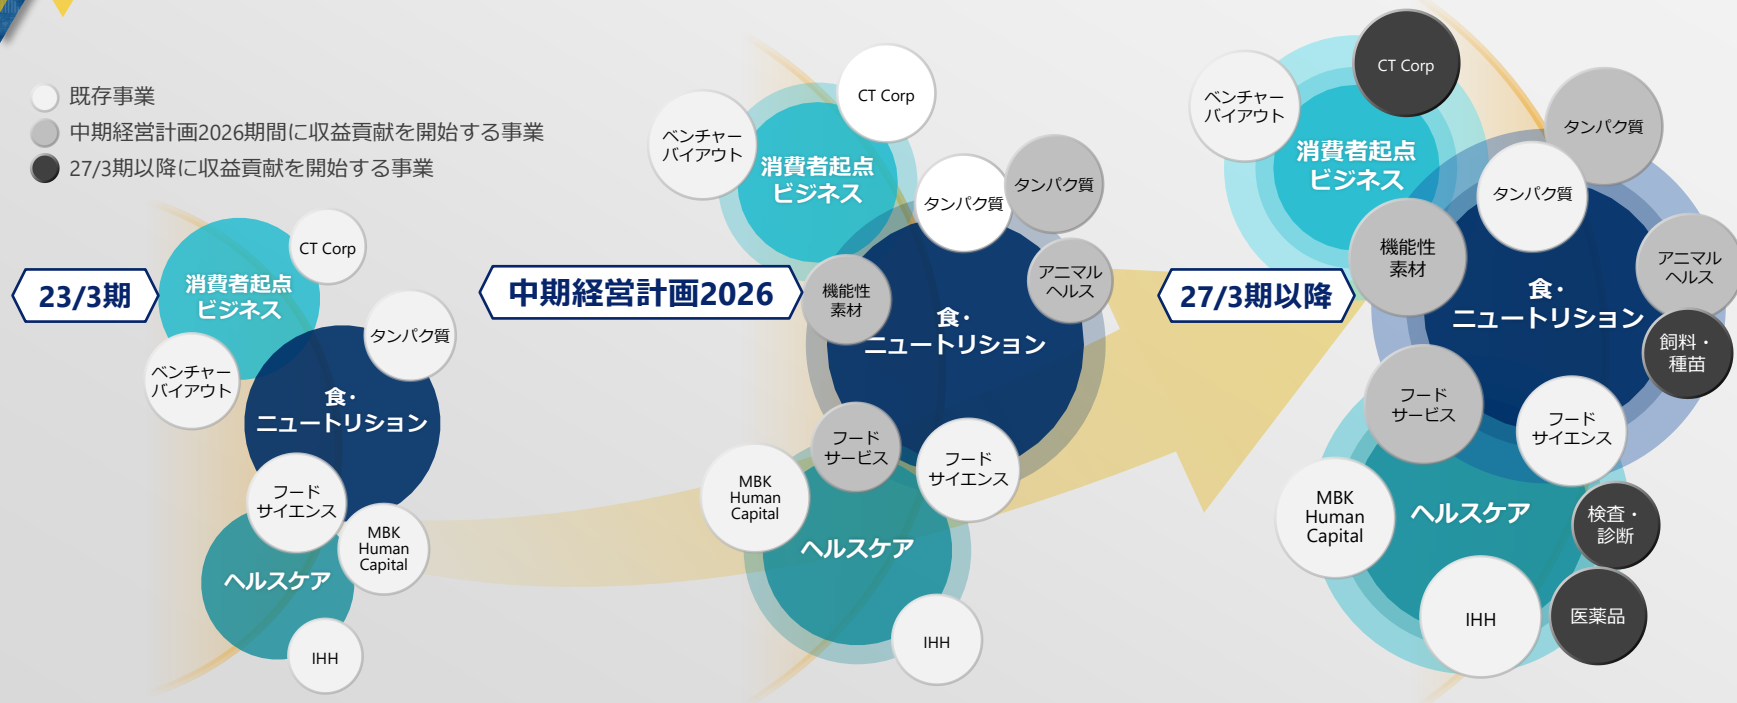 既存事業
中期経営計画2026期間に収益貢献を開始する事業
27/3期以降に収益貢献を開始する事業
23/3期
消費者起点
ビジネス
CT Corp
ベンチャー
バイアウト
タンパク質
食・
ニュートリション
フード
サイエンス
MBK
Human
Capital
ヘルスケア
IHH
中期経営計画2026
CT Corp
ベンチャー
バイアウト
消費者起点
ビジネス
タンパク質
タンパク質
機能性
素材
アニマル
ヘルス
食・
ニュートリション
フード
サービス
フード
サイエンス
MBK
Human
Capital
ヘルスケア
IHH
27/3期以降
CT Corp
ベンチャー
バイアウト
消費者起点
ビジネス
タンパク質
タンパク質
機能性
素材
アニマル
ヘルス
食・
ニュートリション
飼料・
種苗
フード
サービス
フード
サイエンス
MBK
Human
Capital
ヘルスケア
検査・
診断
IHH
医薬品